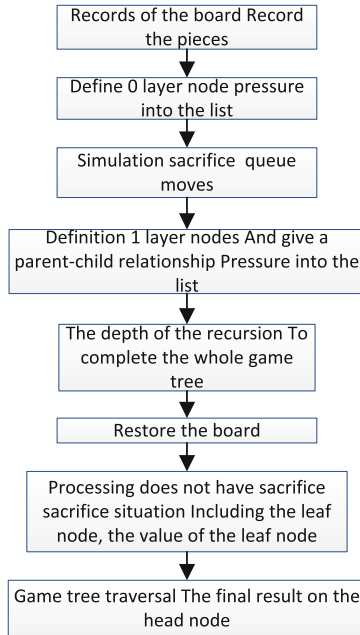 Records of the board Record
the pieces
Define 0 layer node pressure
into the list
Simulation sacrifice queue
moves
Definition 1 layer nodes And give a
parent-child relationship Pressure into the
list
The depth of the recursion To
complete the whole game
tree
Restore the board
Processing does not have sacrifice
sacrifice situation Including the leaf
node, the value of the leaf node
Game tree traversal The final result on the
head node